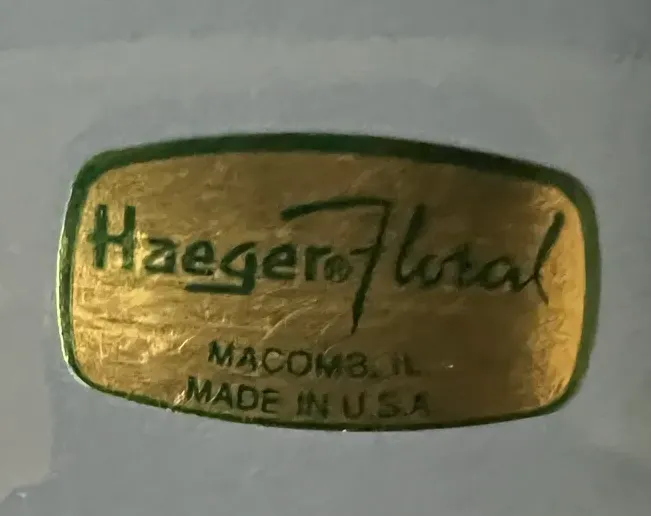 Haeger® Floral
MACOMB, IL
MADE IN U.S.A